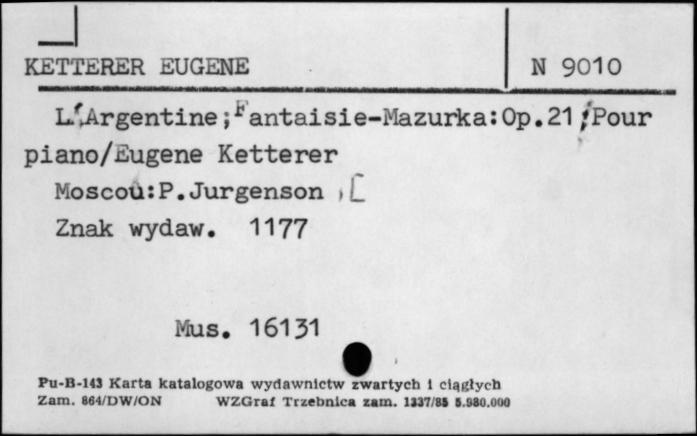 KETTERER EUGENE N 9010
L'Argentine;Fantaisie-Mazurka:Op.21;Pour
piano/Eugene Ketterer
Moscou:P.Jurgenson ,[
Znak wydaw. 1177
Mus. 16131
Pu-B-143 Karta katalogowa wydawnictw zwartych i ciągłych
Zam. 864/DW/ON WZGraf Trzebnica zam. 1337/85 5.980.000